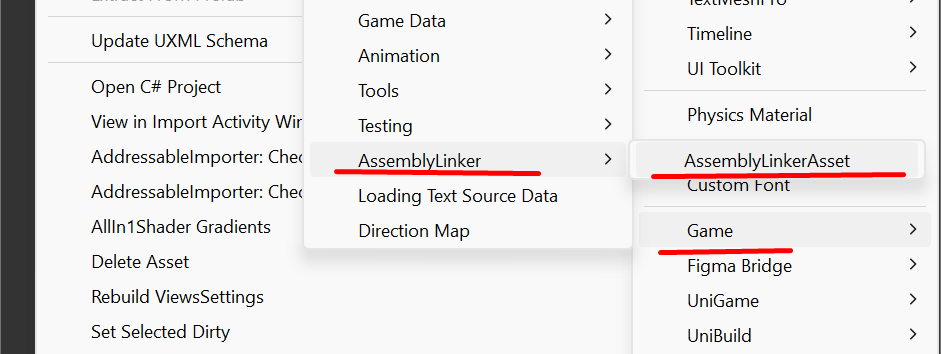 Update UXML Schema
Open C# Project
View in Import Activity Wir
AddressableImporter: Chec
AddressableImporter: Chec
AllIn1Shader Gradients
Delete Asset
Rebuild ViewsSettings
Set Selected Dirty
Game Data
Animation
Tools
Testing
AssemblyLinker
Loading Text Source Data
Direction Map
TextMeshPro
Timeline
UI Toolkit
Physics Material
AssemblyLinkerAsset
Custom Font
Game
Figma Bridge
UniGame
UniBuild